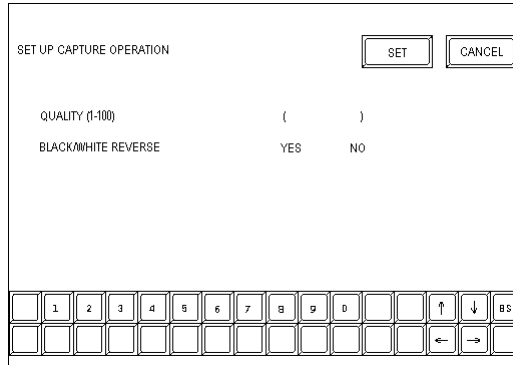 SET UP CAPTURE OPERATION SET CANCEL
QUALITY (1-100) ( )
BLACK/WHITE REVERSE YES NO
1 2 3 4 5 6 7 8 9 0 ↑ ↓ BS
← →